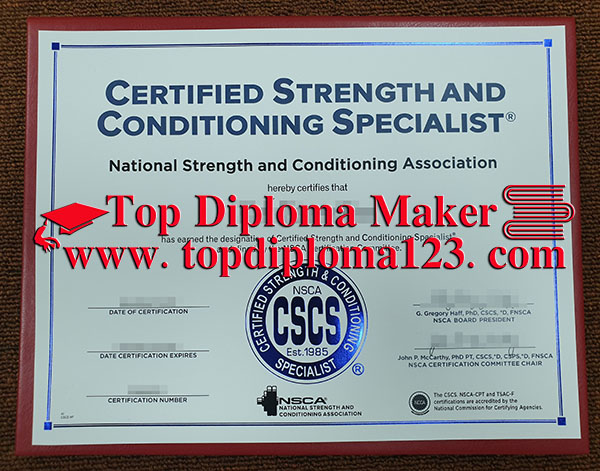 CERTIFIED STRENGTH AND
CONDITIONING SPECIALIST®
National Strength and Conditioning Association
hereby certifies that
Top Diploma Maker
has earned the designation of Certified Strength and Conditioning Specialist®
www. topdiploma123. com
CERTIFIED STRENGTH & CONDITIONING SPECIALIST
NSCA
CSCS
Est.1985
®
DATE OF CERTIFICATION
DATE CERTIFICATION EXPIRES
CERTIFICATION NUMBER
G. Gregory Haff, PhD, CSCS, *D, FNSCA
NSCA BOARD PRESIDENT
John P. McCarthy, PhD PT, CSCS,*D, CSPS,*D, FNSCA
NSCA CERTIFICATION COMMITTEE CHAIR
NSCA®
NATIONAL STRENGTH AND
CONDITIONING ASSOCIATION
NCCA
The CSCS, NSCA-CPT and TSAC-F
certifications are accredited by the
National Commission for Certifying Agencies.